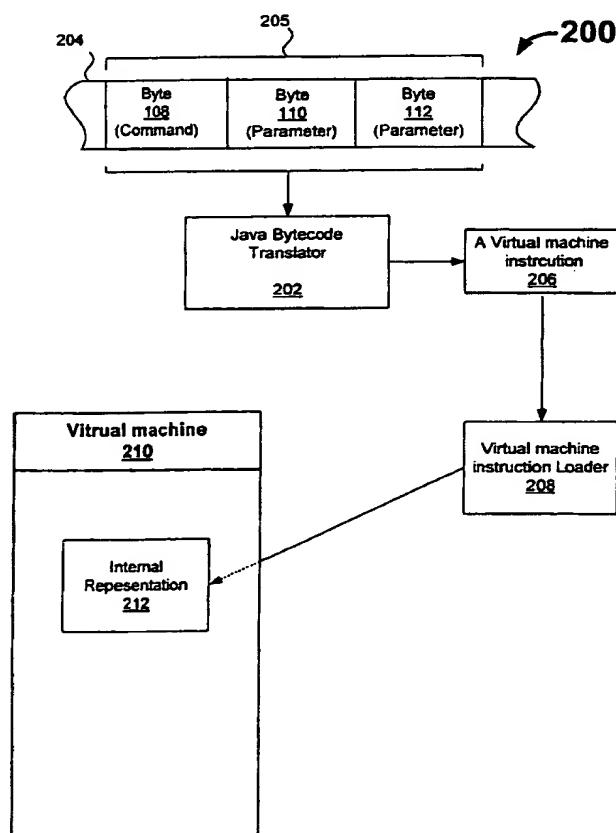 205
204
200
Byte
108
(Command)
Byte
110
(Parameter)
Byte
112
(Parameter)
Java Bytecode
Translator
202
A Virtual machine
instrcution
206
Vitrual machine
210
Virtual machine
instruction Loader
208
Internal
Repesentation
212